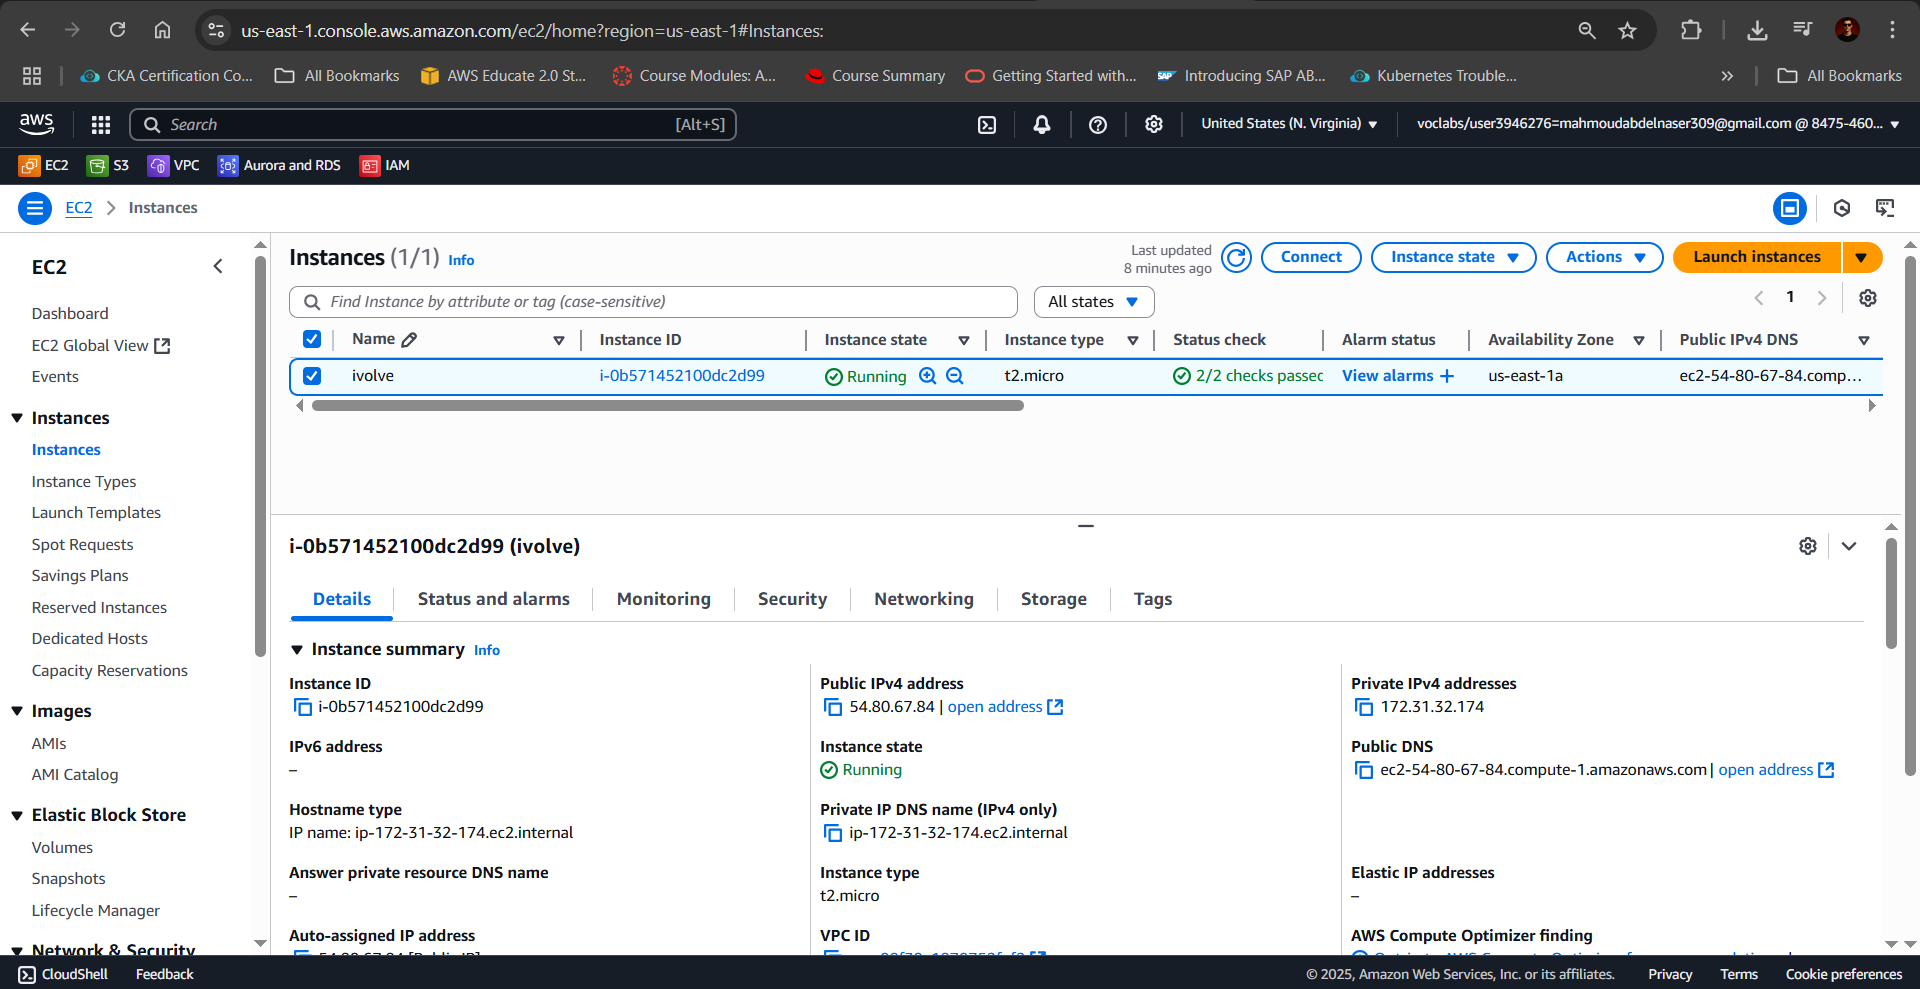 us-east-1.console.aws.amazon.com/ec2/home?region=us-east-1#Instances:
CKA Certification Co... All Bookmarks AWS Educate 2.0 St... Course Modules: A... Course Summary Getting Started with... Introducing SAP AB... Kubernetes Trouble... » All Bookmarks
aws Search [Alt+S] United States (N. Virginia) voclabs/user3946276=mahmoudabdelnaser309@gmail.com @ 8475-460...
EC2 S3 VPC Aurora and RDS IAM
EC2 > Instances
EC2
Dashboard
EC2 Global View
Events
Instances
Instances
Instance Types
Launch Templates
Spot Requests
Savings Plans
Reserved Instances
Dedicated Hosts
Capacity Reservations
Images
AMIs
AMI Catalog
Elastic Block Store
Volumes
Snapshots
Lifecycle Manager
Network & Security
Instances (1/1) Info
Last updated
8 minutes ago
Connect Instance state Actions Launch instances
Find Instance by attribute or tag (case-sensitive) All states 1
Name Instance ID Instance state Instance type Status check Alarm status Availability Zone Public IPv4 DNS
ivolve i-0b571452100dc2d99 Running t2.micro 2/2 checks passed View alarms + us-east-1a ec2-54-80-67-84.comp...
i-0b571452100dc2d99 (ivolve)
Details Status and alarms Monitoring Security Networking Storage Tags
Instance summary Info
Instance ID
i-0b571452100dc2d99
Public IPv4 address
54.80.67.84 | open address
Private IPv4 addresses
172.31.32.174
IPv6 address
–
Instance state
Running
Public DNS
ec2-54-80-67-84.compute-1.amazonaws.com | open address
Hostname type
IP name: ip-172-31-32-174.ec2.internal
Private IP DNS name (IPv4 only)
ip-172-31-32-174.ec2.internal
Answer private resource DNS name
–
Instance type
t2.micro
Elastic IP addresses
–
Auto-assigned IP address
54.80.67.84 [Public IP]
VPC ID
AWS Compute Optimizer finding
CloudShell Feedback © 2025, Amazon Web Services, Inc. or its affiliates. Privacy Terms Cookie preferences